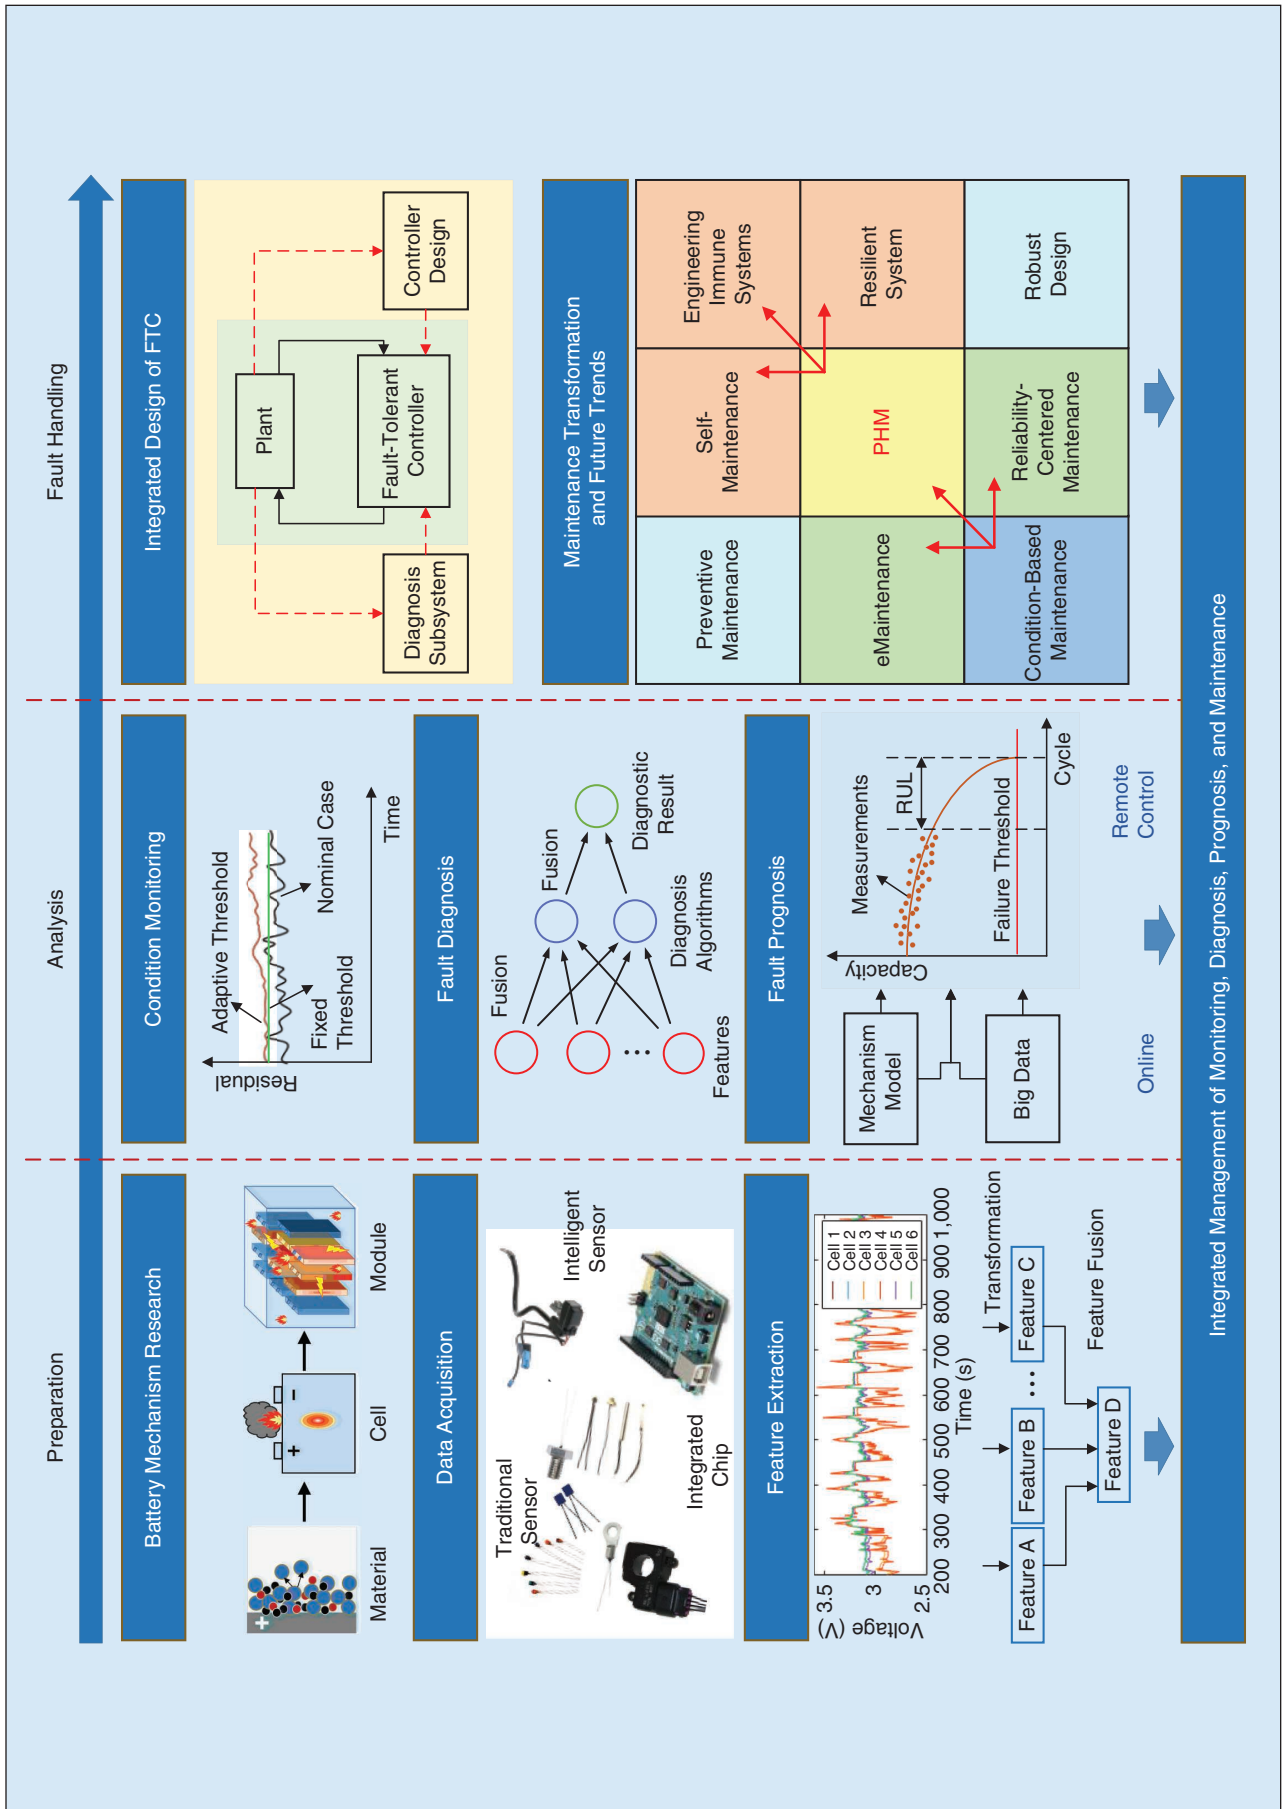 Preparation
Analysis
Fault Handling
Battery Mechanism Research
+
Material
+
−
Cell
Module
Data Acquisition
Traditional
Sensor
Intelligent
Sensor
Integrated
Chip
Feature Extraction
Voltage (V)
3.5
3
2.5
200
300
400
500
600
700
800
900
1,000
Time (s)
Cell 1
Cell 2
Cell 3
Cell 4
Cell 5
Cell 6
Transformation
Feature A
Feature B
...
Feature C
Feature D
Feature Fusion
Condition Monitoring
Residual
Adaptive Threshold
Fixed
Threshold
Nominal Case
Time
Fault Diagnosis
Fusion
Fusion
...
Features
Diagnosis
Algorithms
Diagnostic
Result
Fault Prognosis
Mechanism
Model
Big Data
Capacity
Measurements
RUL
Failure Threshold
Cycle
Online
Remote
Control
Integrated Design of FTC
Plant
Fault-Tolerant
Controller
Diagnosis
Subsystem
Controller
Design
Maintenance Transformation
and Future Trends
Preventive
Maintenance
Self-
Maintenance
Engineering
Immune
Systems
eMaintenance
PHM
Resilient
System
Condition-Based
Maintenance
Reliability-
Centered
Maintenance
Robust
Design
Integrated Management of Monitoring, Diagnosis, Prognosis, and Maintenance